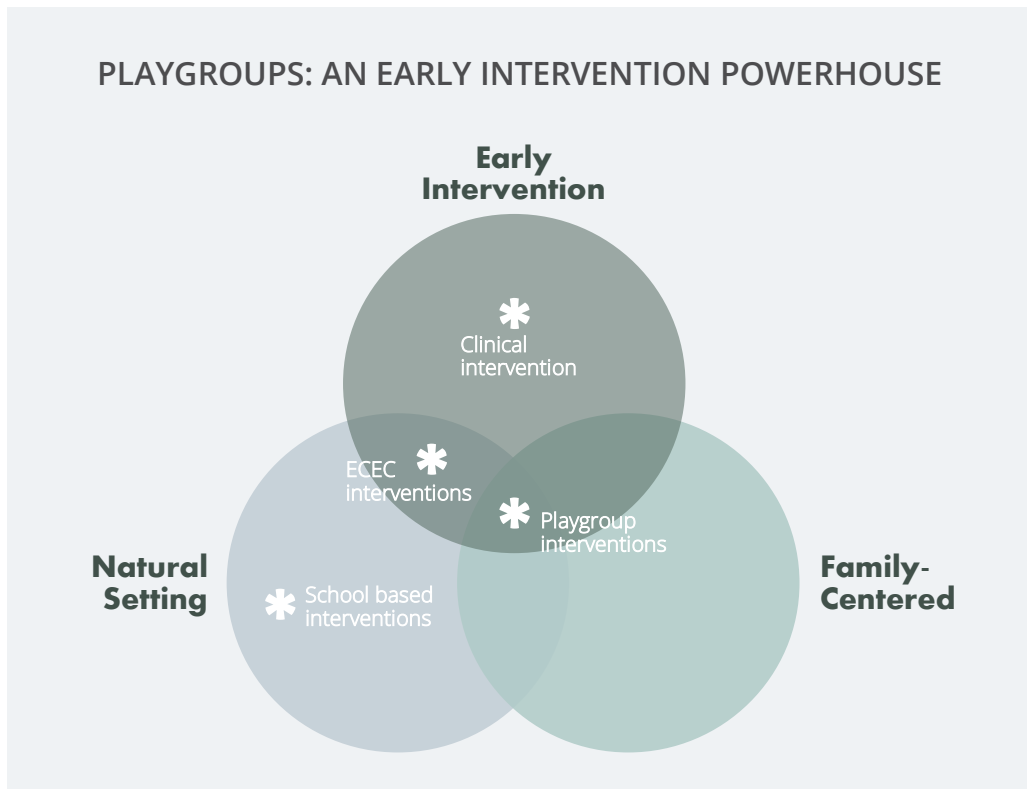 PLAYGROUPS: AN EARLY INTERVENTION POWERHOUSE
Early
Intervention
Clinical
intervention
ECEC
interventions
Playgroup
interventions
Natural
Setting
School based
interventions
Family-
Centered